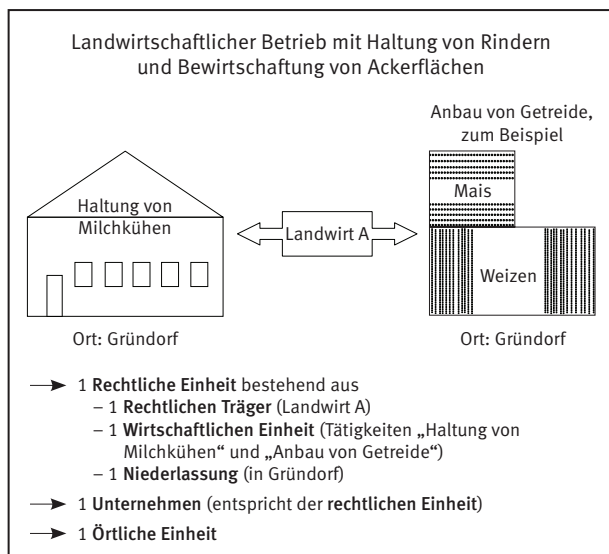 Landwirtschaftlicher Betrieb mit Haltung von Rindern
und Bewirtschaftung von Ackerflächen
Anbau von Getreide,
zum Beispiel
Haltung von
Milchkühen
Landwirt A
Mais
Weizen
Ort: Gründorf
Ort: Gründorf
1 Rechtliche Einheit bestehend aus
– 1 Rechtlichen Träger (Landwirt A)
– 1 Wirtschaftlichen Einheit (Tätigkeiten „Haltung von
Milchkühen“ und „Anbau von Getreide“)
– 1 Niederlassung (in Gründorf)
1 Unternehmen (entspricht der rechtlichen Einheit)
1 Örtliche Einheit